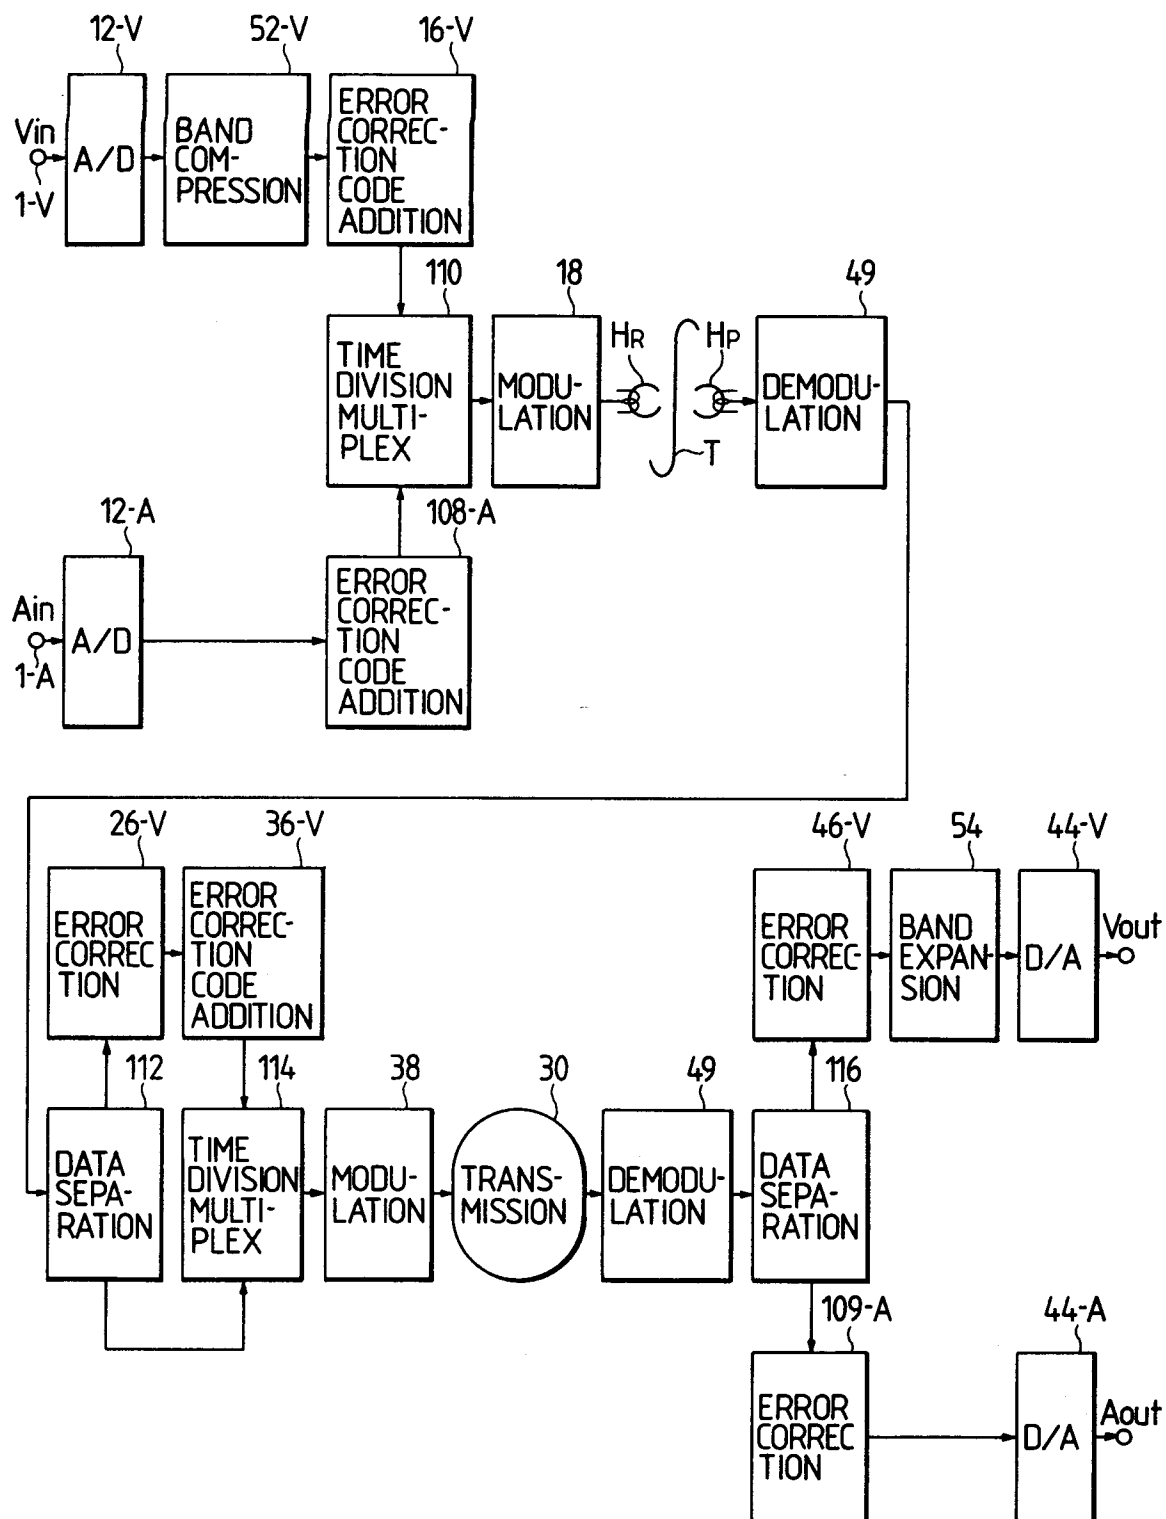 12-V
52-V
16-V
Vin
1-V
A/D
BAND
COM-
PRESSION
ERROR
CORREC-
TION
CODE
ADDITION
110
18
49
TIME
DIVISION
MULTI-
PLEX
MODU-
LATION
HR
HP
T
DEMODU-
LATION
12-A
108-A
Ain
1-A
A/D
ERROR
CORREC-
TION
CODE
ADDITION
26-V
36-V
46-V
54
44-V
ERROR
CORREC
TION
ERROR
CORREC-
TION
CODE
ADDITION
ERROR
CORREC-
TION
BAND
EXPAN-
SION
D/A
Vout
112
114
38
30
49
116
DATA
SEPA-
RATION
TIME
DIVISION
MULTI-
PLEX
MODU-
LATION
TRANS-
MISSION
DEMODU-
LATION
DATA
SEPA-
RATION
109-A
44-A
ERROR
CORREC
TION
D/A
Aout